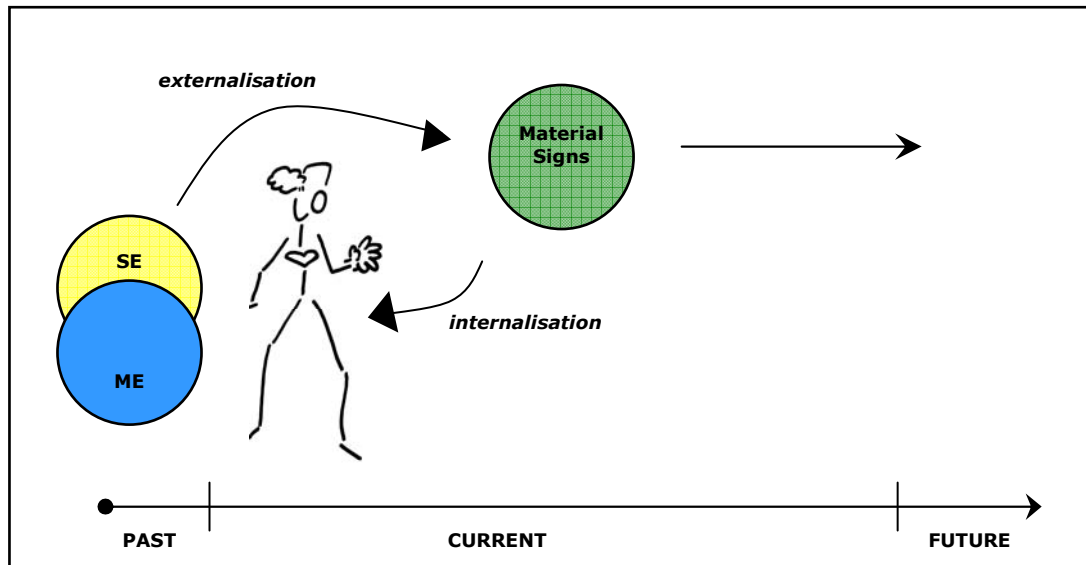 externalisation
Material
Signs
SE
internalisation
ME
PAST CURRENT FUTURE